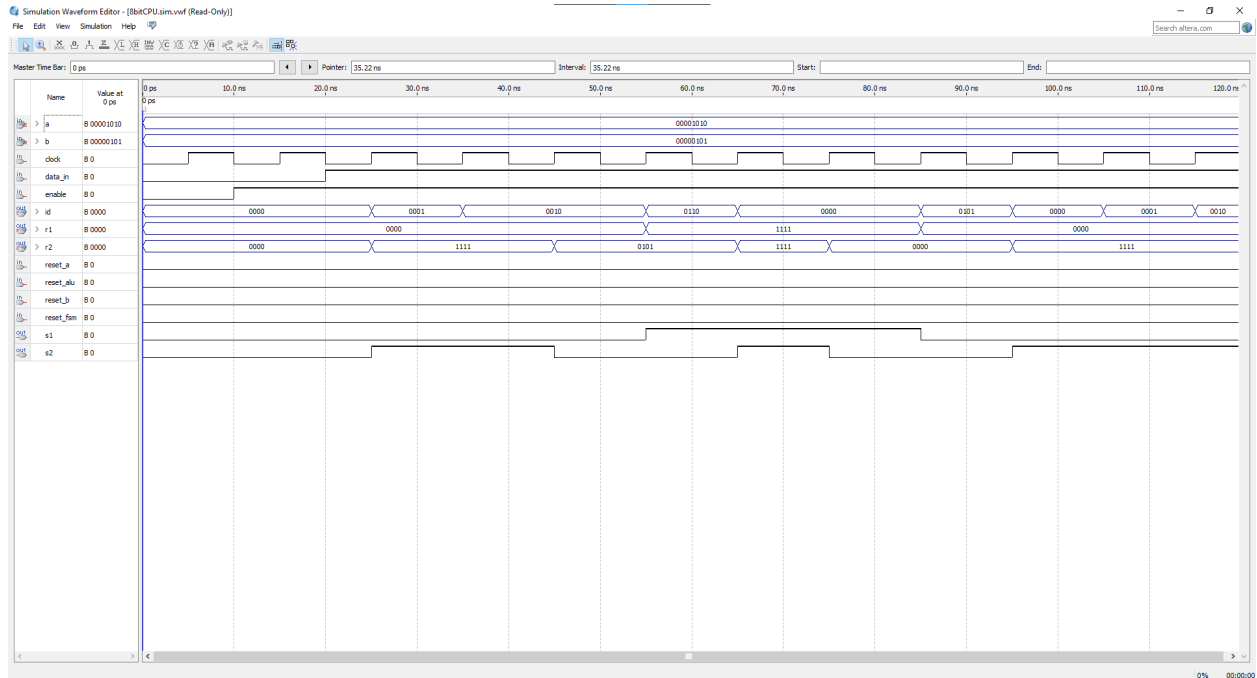 Simulation Waveform Editor - [8bitCPU.sim.vwf (Read-Only)]
File Edit View Simulation Help
Search altera.com
Master Time Bar: 0 ps Pointer: 35.22 ns Interval: 35.22 ns Start: End:
Name Value at 0 ps
0 ps 10.0 ns 20.0 ns 30.0 ns 40.0 ns 50.0 ns 60.0 ns 70.0 ns 80.0 ns 90.0 ns 100.0 ns 110.0 ns 120.0 ns
0 ps
a B 00001010 00001010
b B 00000101 00000101
clock B 0
data_in B 0
enable B 0
id B 0000 0000 0001 0010 0110 0000 0101 0000 0001 0010
r1 B 0000 0000 1111 0000
r2 B 0000 0000 1111 0101 1111 0000 1111
reset_a B 0
reset_alu B 0
reset_b B 0
reset_fsm B 0
s1 B 0
s2 B 0
0% 00:00:00